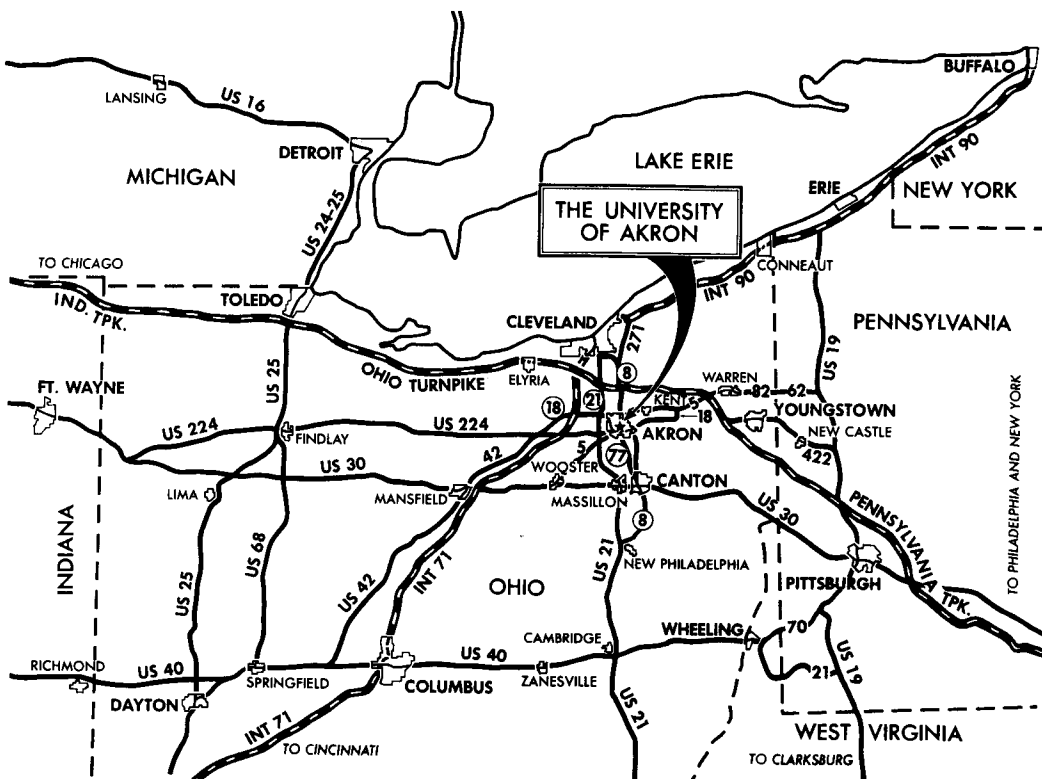 BUFFALO
LANSING
US 16
DETROIT
MICHIGAN
LAKE ERIE
INT 90
ERIE
NEW YORK
THE UNIVERSITY
OF AKRON
US 24-25
TO CHICAGO
CONNEAUT
INT 90
TOLEDO
IND. TPK.
CLEVELAND
271
PENNSYLVANIA
US 19
OHIO TURNPIKE
ELYRIA
8
WARREN
82
62
FT. WAYNE
US 25
18
21
KENT
5
18
YOUNGSTOWN
NEW CASTLE
US 224
FINDLAY
US 224
AKRON
422
42
5
77
US 30
WOOSTER
CANTON
LIMA
MANSFIELD
MASSILLON
US 30
8
PENNSYLVANIA TPK.
TO PHILADELPHIA AND NEW YORK
INDIANA
US 25
US 68
US 42
INT 71
OHIO
US 21
NEW PHILADELPHIA
PITTSBURGH
CAMBRIDGE
WHEELING
70
RICHMOND
US 40
SPRINGFIELD
US 40
COLUMBUS
ZANESVILLE
21
US 19
DAYTON
INT 71
US 21
WEST VIRGINIA
TO CINCINNATI
TO CLARKSBURG